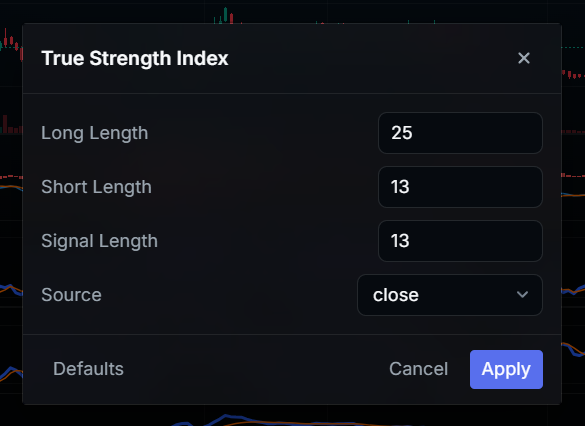 True Strength Index
Long Length 25
Short Length 13
Signal Length 13
Source close
Defaults Cancel Apply